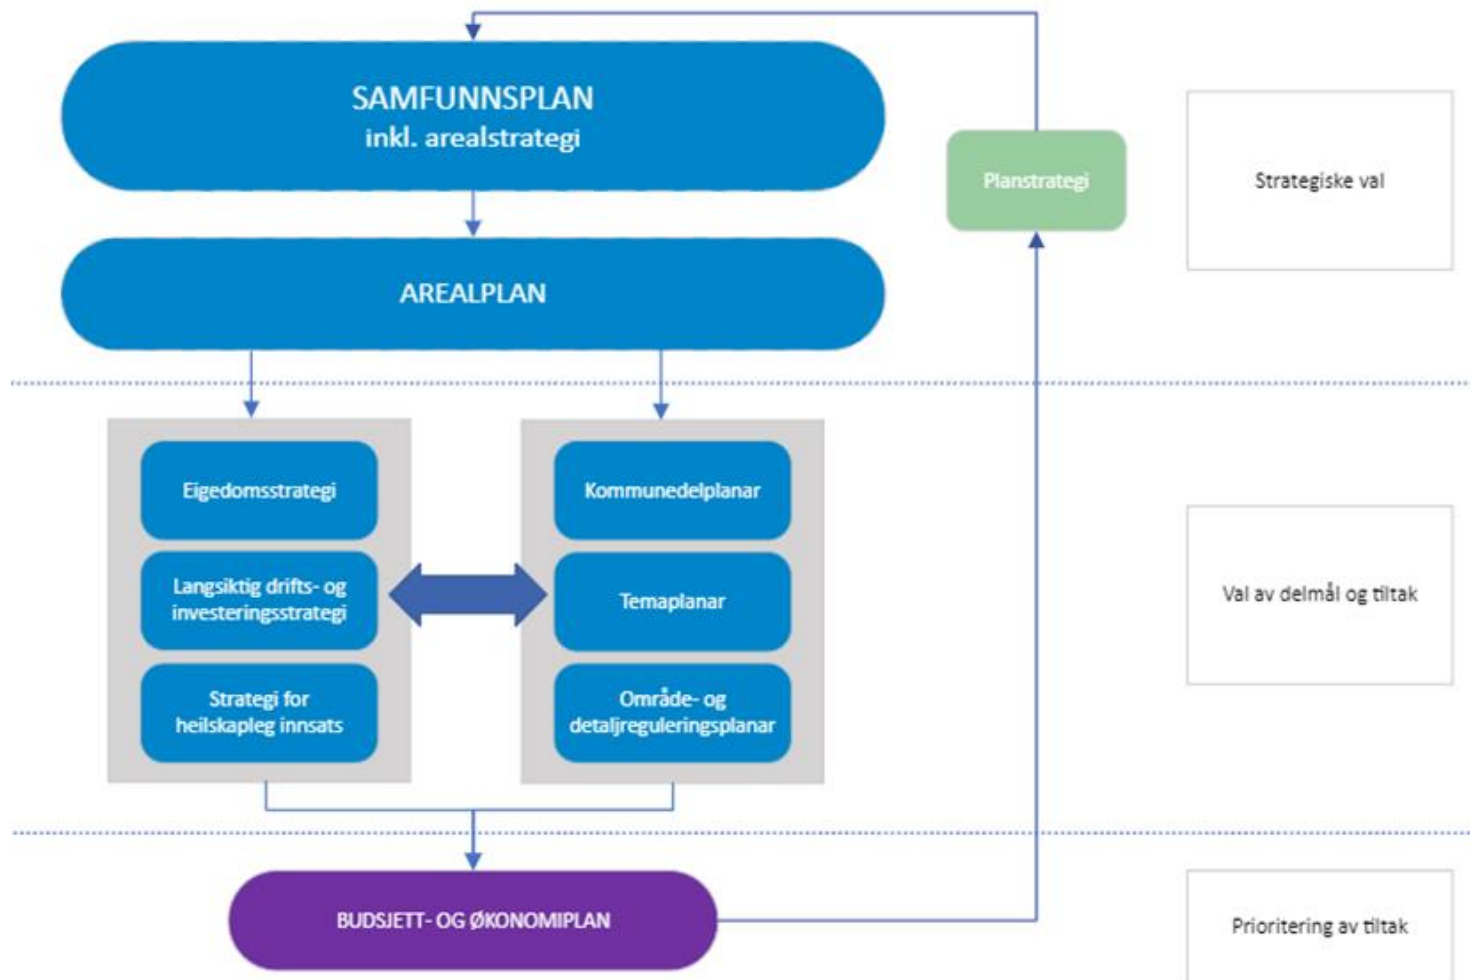 SAMFUNNSPLAN
inkl. arealstrategi
Planstrategi
Strategiske val
AREALPLAN
Eigedomsstrategi
Langsiktig drifts- og
investeringsstrategi
Strategi for
heilskapleg innsats
Kommunedelplanar
Temaplanar
Område- og
detaljreguleringsplanar
Val av delmål og tiltak
BUDSJETT- OG ØKONOMIPLAN
Prioritering av tiltak